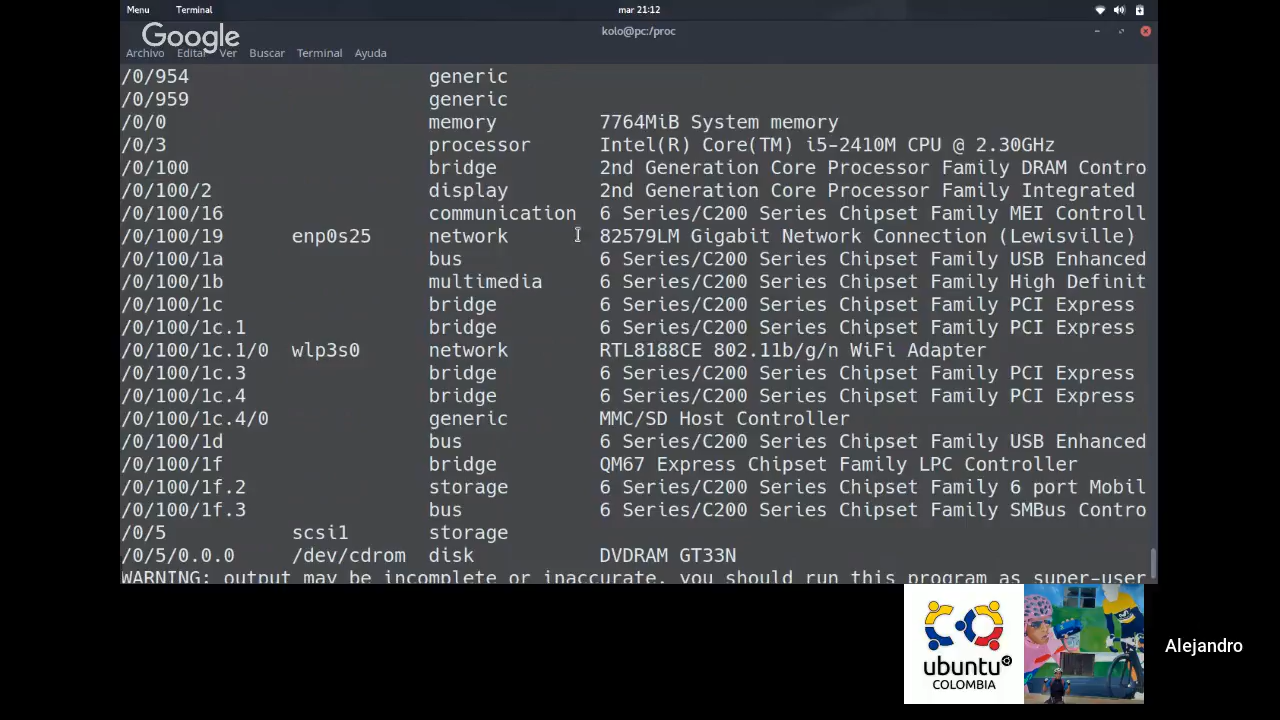 Menu Terminal mar 21:12
Google
kolo@pc:/proc
Archivo Editar Ver Buscar Terminal Ayuda
/0/954 generic
/0/959 generic
/0/0 memory 7764MiB System memory
/0/3 processor Intel(R) Core(TM) i5-2410M CPU @ 2.30GHz
/0/100 bridge 2nd Generation Core Processor Family DRAM Contro
/0/100/2 display 2nd Generation Core Processor Family Integrated
/0/100/16 communication 6 Series/C200 Series Chipset Family MEI Controll
/0/100/19 enp0s25 network 82579LM Gigabit Network Connection (Lewisville)
/0/100/1a bus 6 Series/C200 Series Chipset Family USB Enhanced
/0/100/1b multimedia 6 Series/C200 Series Chipset Family High Definit
/0/100/1c bridge 6 Series/C200 Series Chipset Family PCI Express
/0/100/1c.1 bridge 6 Series/C200 Series Chipset Family PCI Express
/0/100/1c.1/0 wlp3s0 network RTL8188CE 802.11b/g/n WiFi Adapter
/0/100/1c.3 bridge 6 Series/C200 Series Chipset Family PCI Express
/0/100/1c.4 bridge 6 Series/C200 Series Chipset Family PCI Express
/0/100/1c.4/0 generic MMC/SD Host Controller
/0/100/1d bus 6 Series/C200 Series Chipset Family USB Enhanced
/0/100/1f bridge QM67 Express Chipset Family LPC Controller
/0/100/1f.2 storage 6 Series/C200 Series Chipset Family 6 port Mobil
/0/100/1f.3 bus 6 Series/C200 Series Chipset Family SMBus Contro
/0/5 scsi1 storage
/0/5/0.0.0 /dev/cdrom disk DVDRAM GT33N
WARNING: output may be incomplete or inaccurate, you should run this program as super-user
ubuntu
COLOMBIA
Alejandro